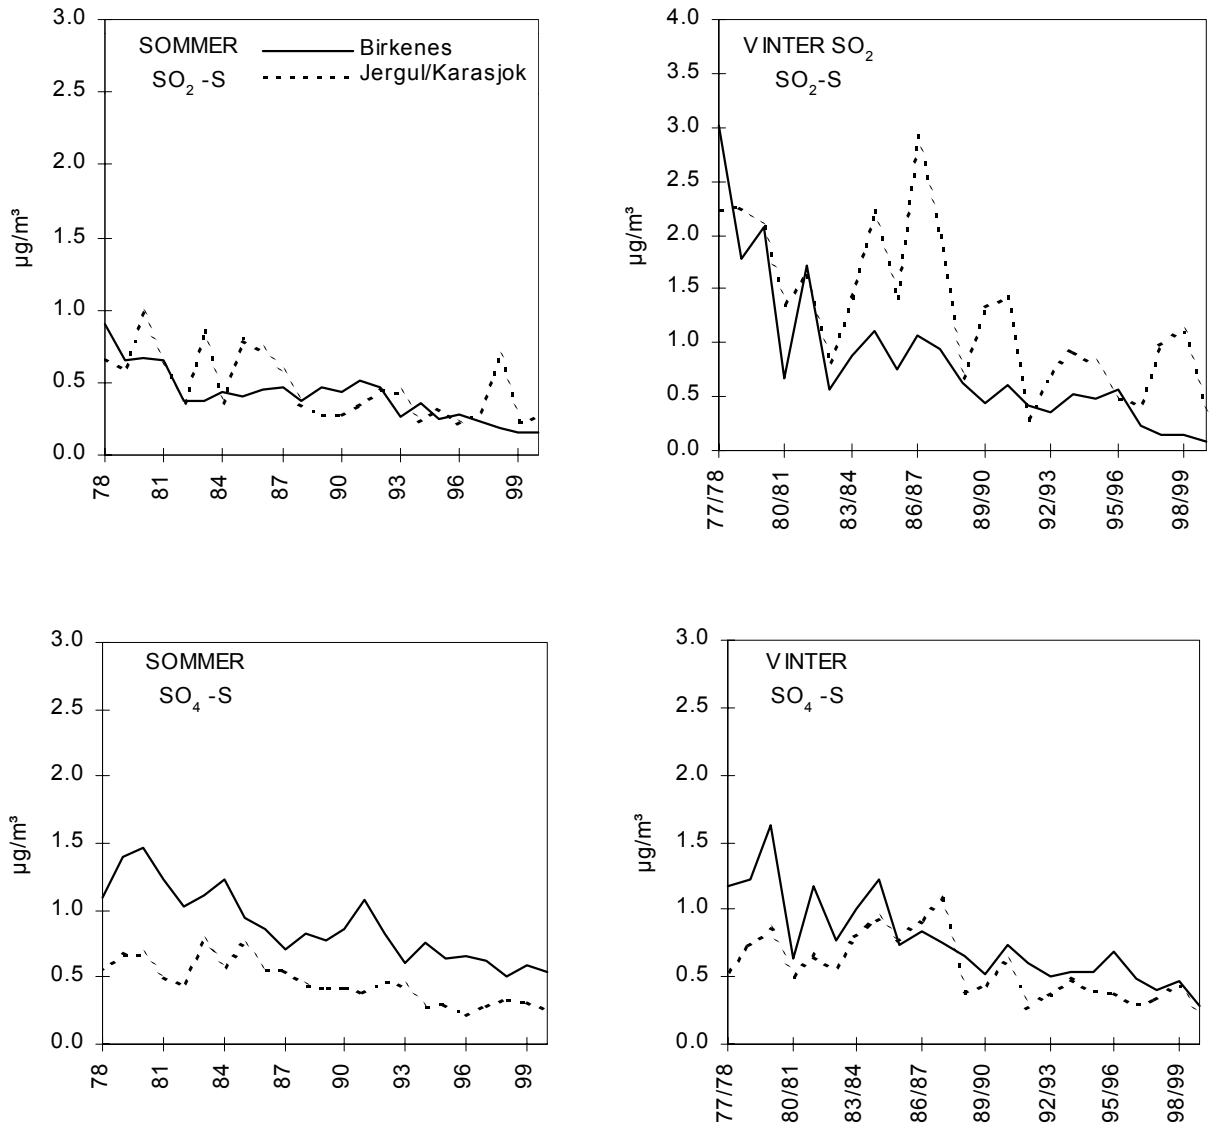 SOMMER
SO₂ -S
Birkenes
Jergul/Karasjok
µg/m³
3.0
2.5
2.0
1.5
1.0
0.5
0.0
78 81 84 87 90 93 96 99
VINTER SO₂
SO₂-S
µg/m³
4.0
3.5
3.0
2.5
2.0
1.5
1.0
0.5
0.0
77/78 80/81 83/84 86/87 89/90 92/93 95/96 98/99
SOMMER
SO₄ -S
µg/m³
3.0
2.5
2.0
1.5
1.0
0.5
0.0
78 81 84 87 90 93 96 99
VINTER
SO₄ -S
µg/m³
3.0
2.5
2.0
1.5
1.0
0.5
0.0
77/78 80/81 83/84 86/87 89/90 92/93 95/96 98/99